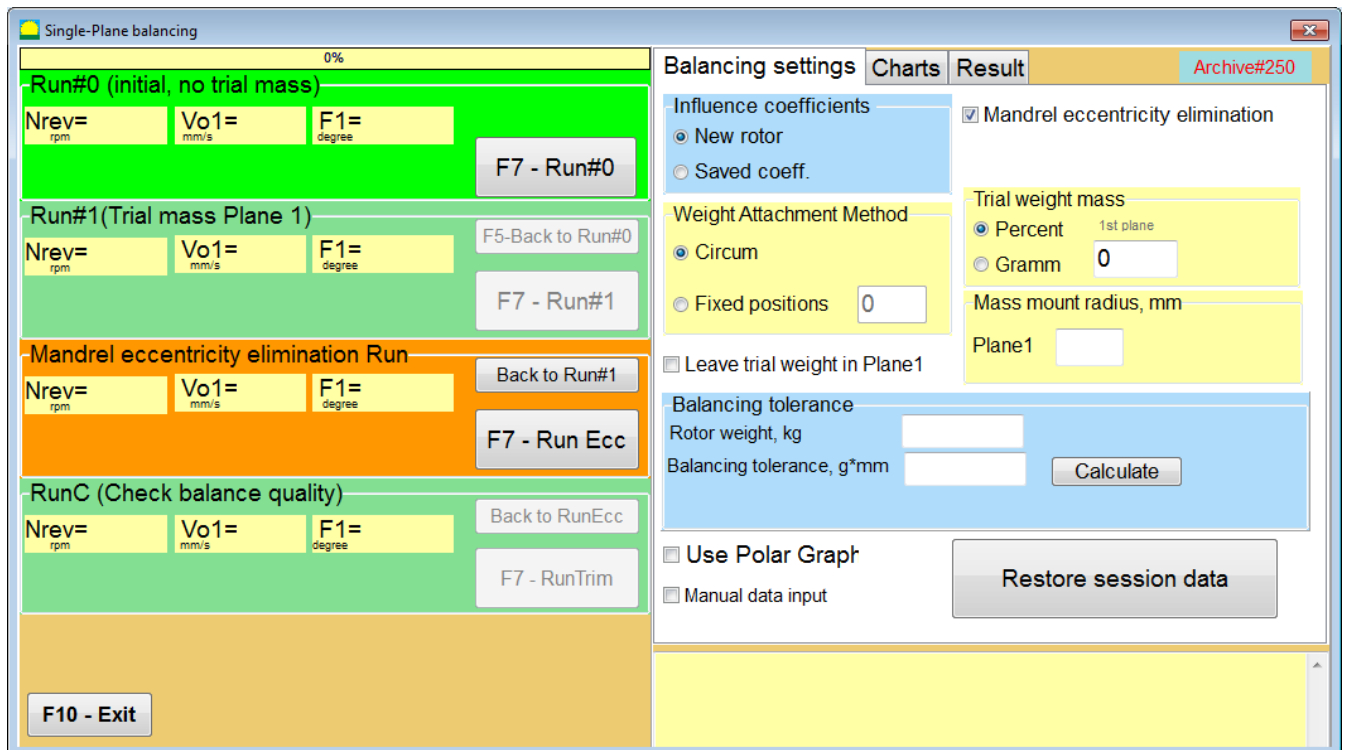 Single-Plane balancing
0%
Run#0 (initial, no trial mass)
Nrev=
rpm
Vo1=
mm/s
F1=
degree
F7 - Run#0
Run#1(Trial mass Plane 1)
Nrev=
rpm
Vo1=
mm/s
F1=
degree
F5-Back to Run#0
F7 - Run#1
Mandrel eccentricity elimination Run
Nrev=
rpm
Vo1=
mm/s
F1=
degree
Back to Run#1
F7 - Run Ecc
RunC (Check balance quality)
Nrev=
rpm
Vo1=
mm/s
F1=
degree
Back to RunEcc
F7 - RunTrim
F10 - Exit
Balancing settings
Charts
Result
Archive#250
Influence coefficients
New rotor
Saved coeff.
Mandrel eccentricity elimination
Weight Attachment Method
Circum
Fixed positions 0
Trial weight mass
Percent
1st plane
Gramm 0
Mass mount radius, mm
Plane1
Leave trial weight in Plane1
Balancing tolerance
Rotor weight, kg
Balancing tolerance, g*mm
Calculate
Use Polar Graph
Manual data input
Restore session data